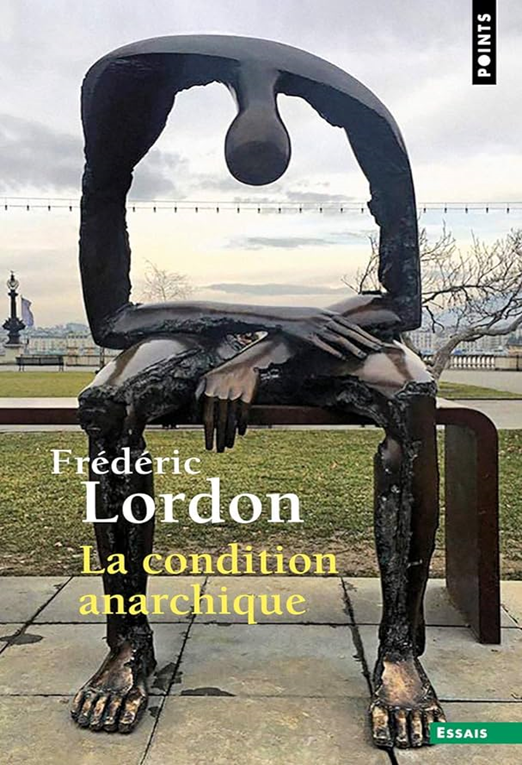 POINTS
Frédéric
Lordon
La condition
anarchique
ESSAIS